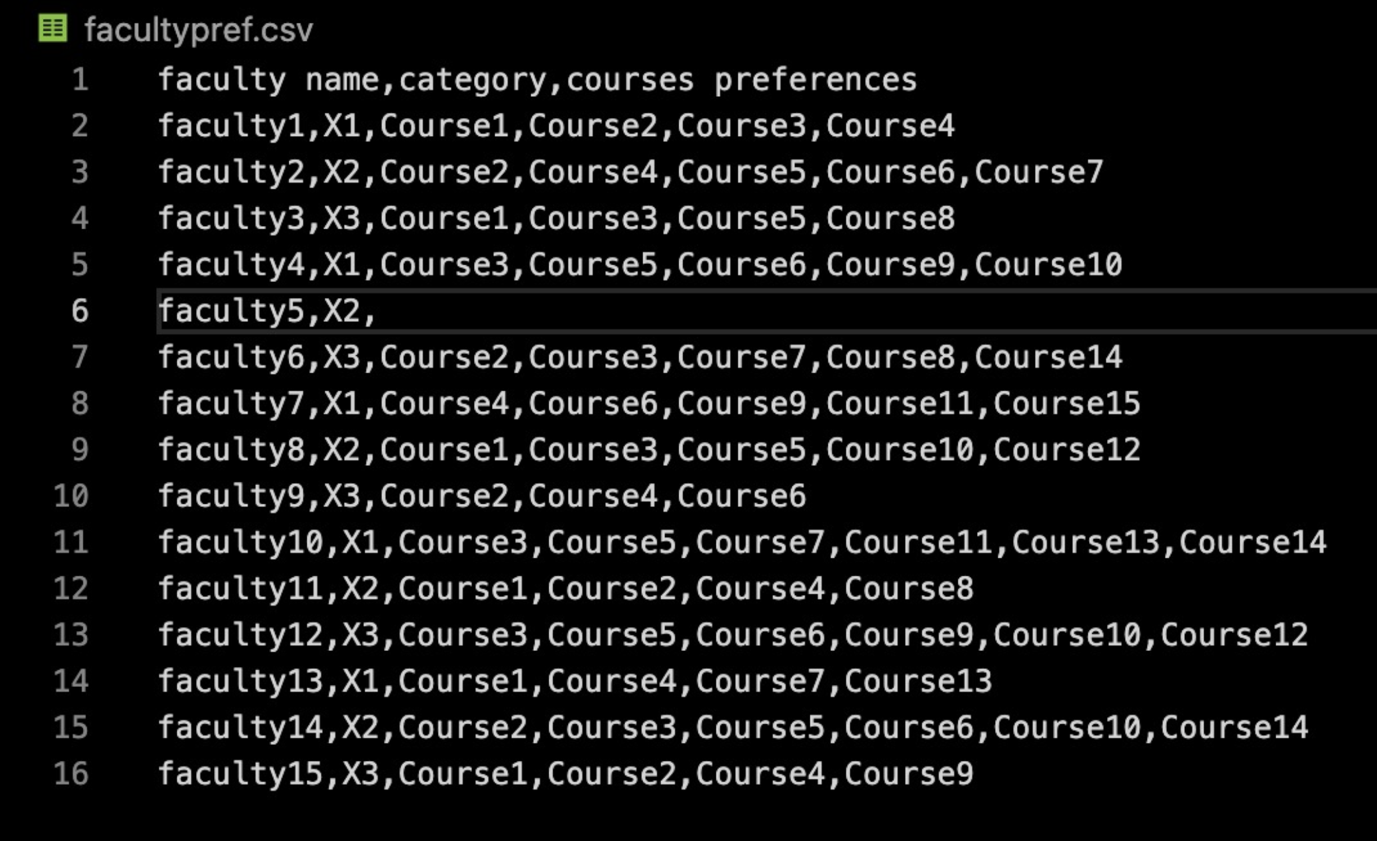 facultypref.csv
1 faculty name,category,courses preferences
2 faculty1,X1,Course1,Course2,Course3,Course4
3 faculty2,X2,Course2,Course4,Course5,Course6,Course7
4 faculty3,X3,Course1,Course3,Course5,Course8
5 faculty4,X1,Course3,Course5,Course6,Course9,Course10
6 faculty5,X2,
7 faculty6,X3,Course2,Course3,Course7,Course8,Course14
8 faculty7,X1,Course4,Course6,Course9,Course11,Course15
9 faculty8,X2,Course1,Course3,Course5,Course10,Course12
10 faculty9,X3,Course2,Course4,Course6
11 faculty10,X1,Course3,Course5,Course7,Course11,Course13,Course14
12 faculty11,X2,Course1,Course2,Course4,Course8
13 faculty12,X3,Course3,Course5,Course6,Course9,Course10,Course12
14 faculty13,X1,Course1,Course4,Course7,Course13
15 faculty14,X2,Course2,Course3,Course5,Course6,Course10,Course14
16 faculty15,X3,Course1,Course2,Course4,Course9